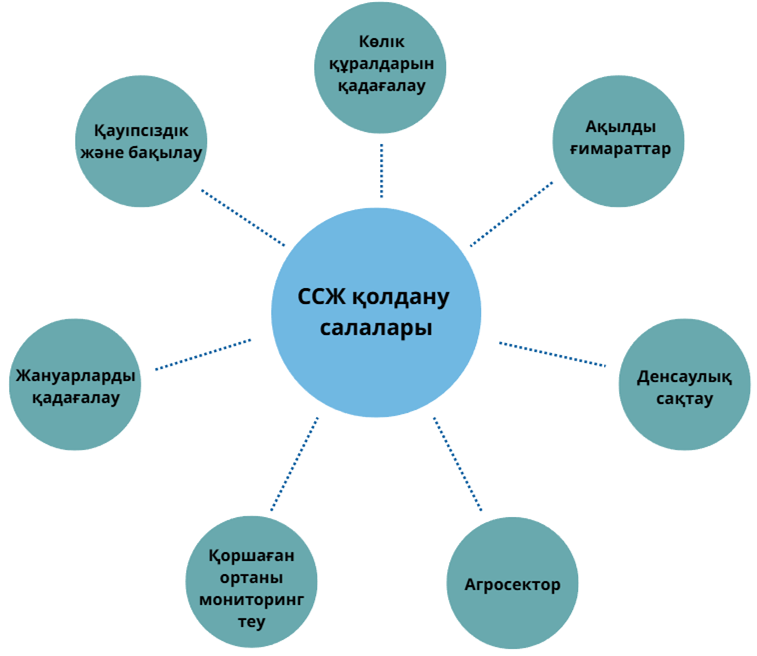 Көлік
құралдарын
қадағалау
Қауіпсіздік
және бақылау
Ақылды
ғимараттар
ССЖ қолдану
салалары
Жануарларды
қадағалау
Денсаулық
сақтау
Қоршаған
ортаны
мониторинг
теу
Агросектор